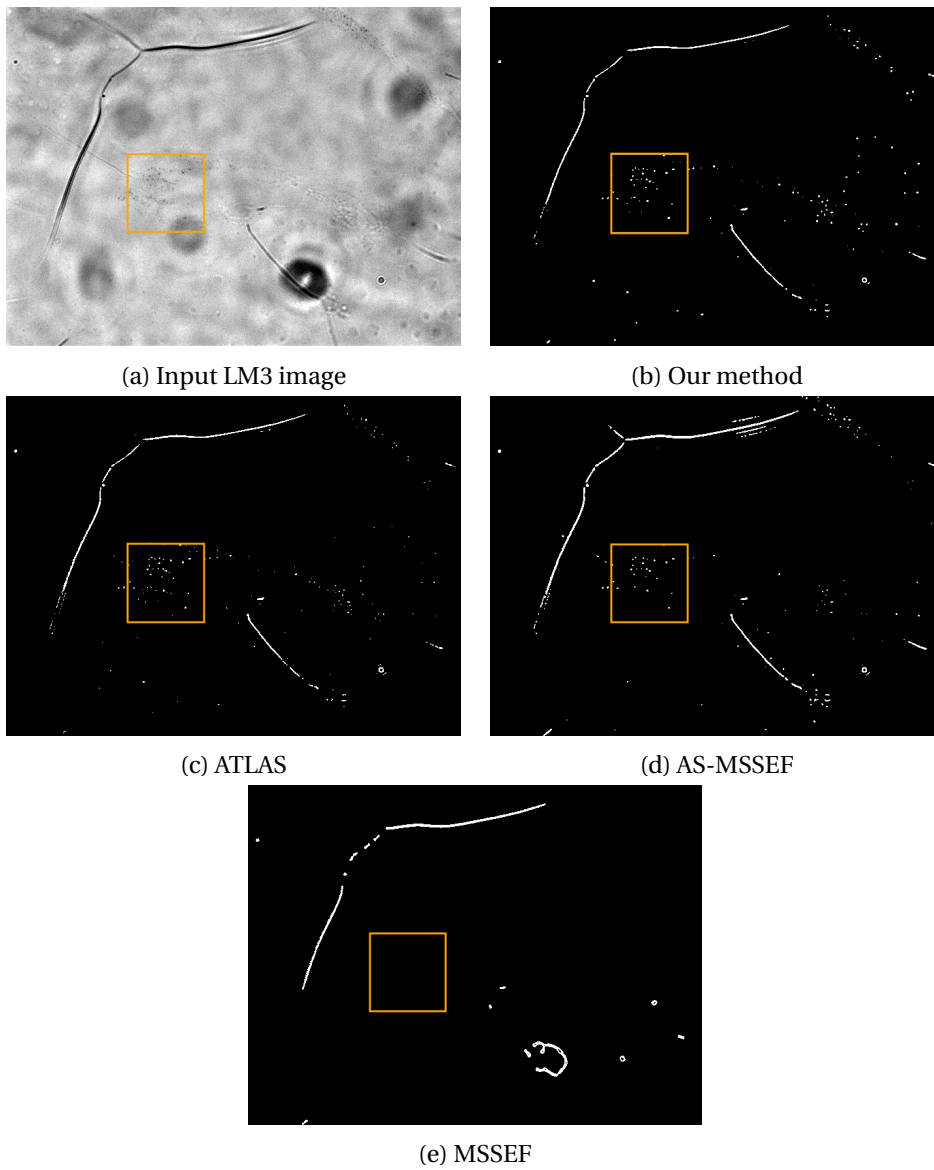 (a) Input LM3 image
(b) Our method
(c) ATLAS
(d) AS-MSSEF
(e) MSSEF